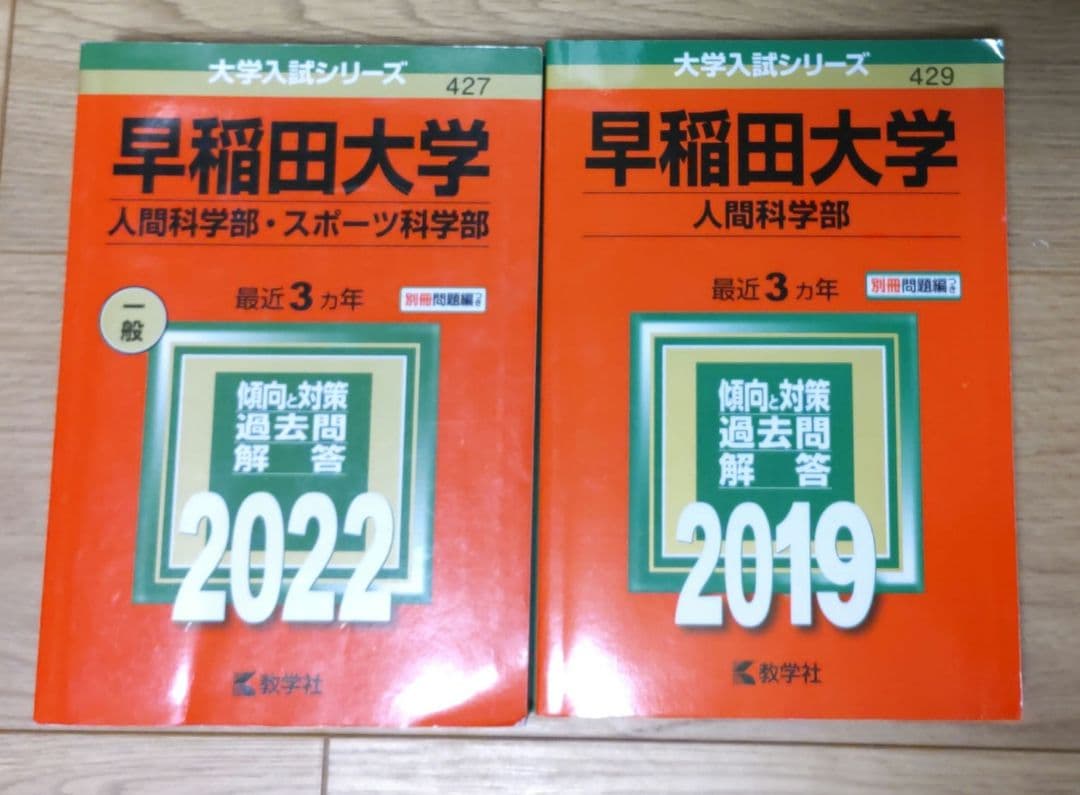 大学入試シリーズ
427
早稲田大学
人間科学部・スポーツ科学部
最近3カ年
別冊問題編つき
一般
傾向と対策
過去問
解答
2022
教学社
大学入試シリーズ
429
早稲田大学
人間科学部
最近3カ年
別冊問題編つき
傾向と対策
過去問
解答
2019
教学社